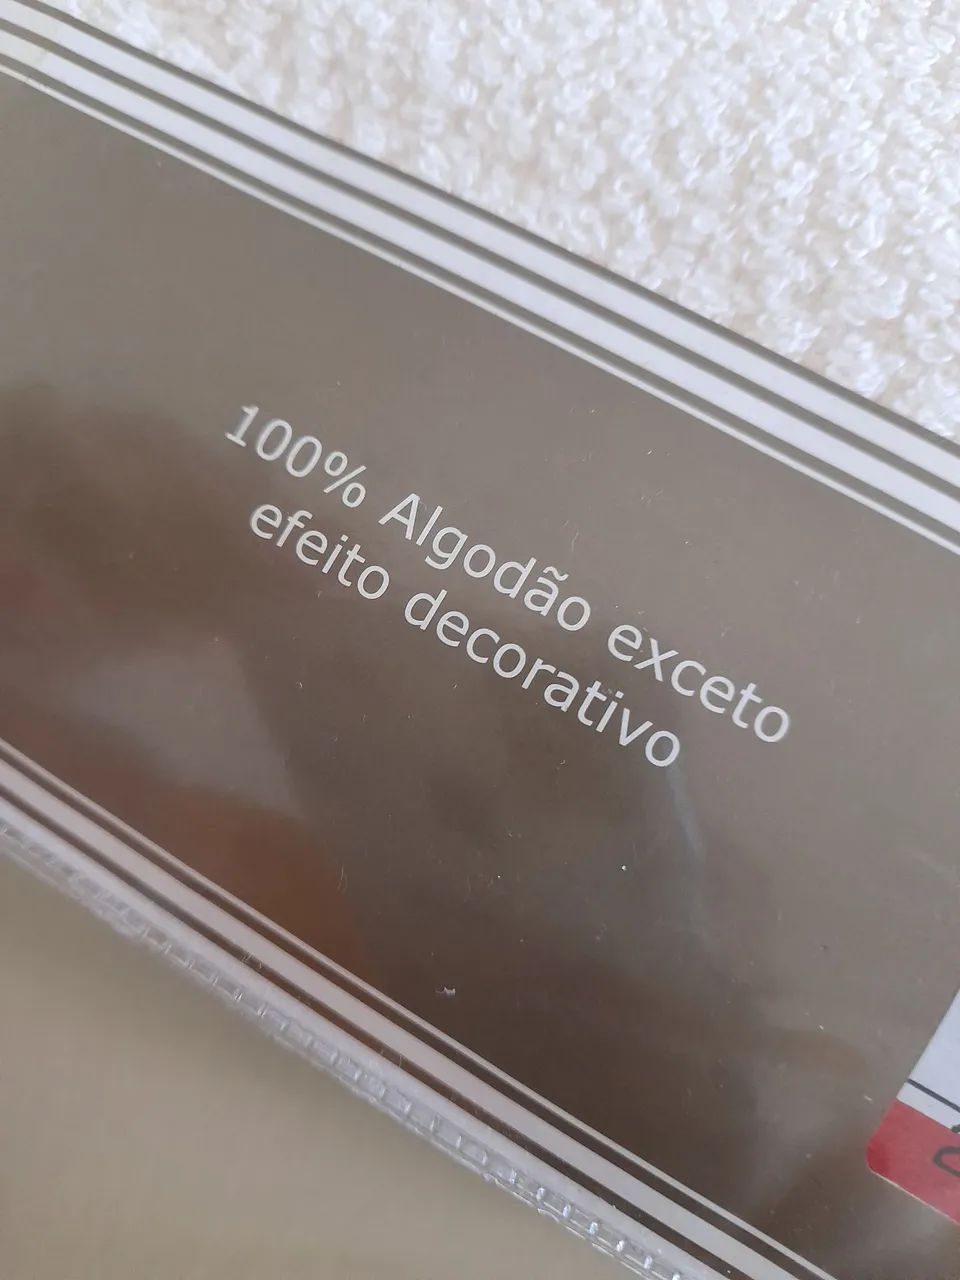 100% Algodão exceto
efeito decorativo